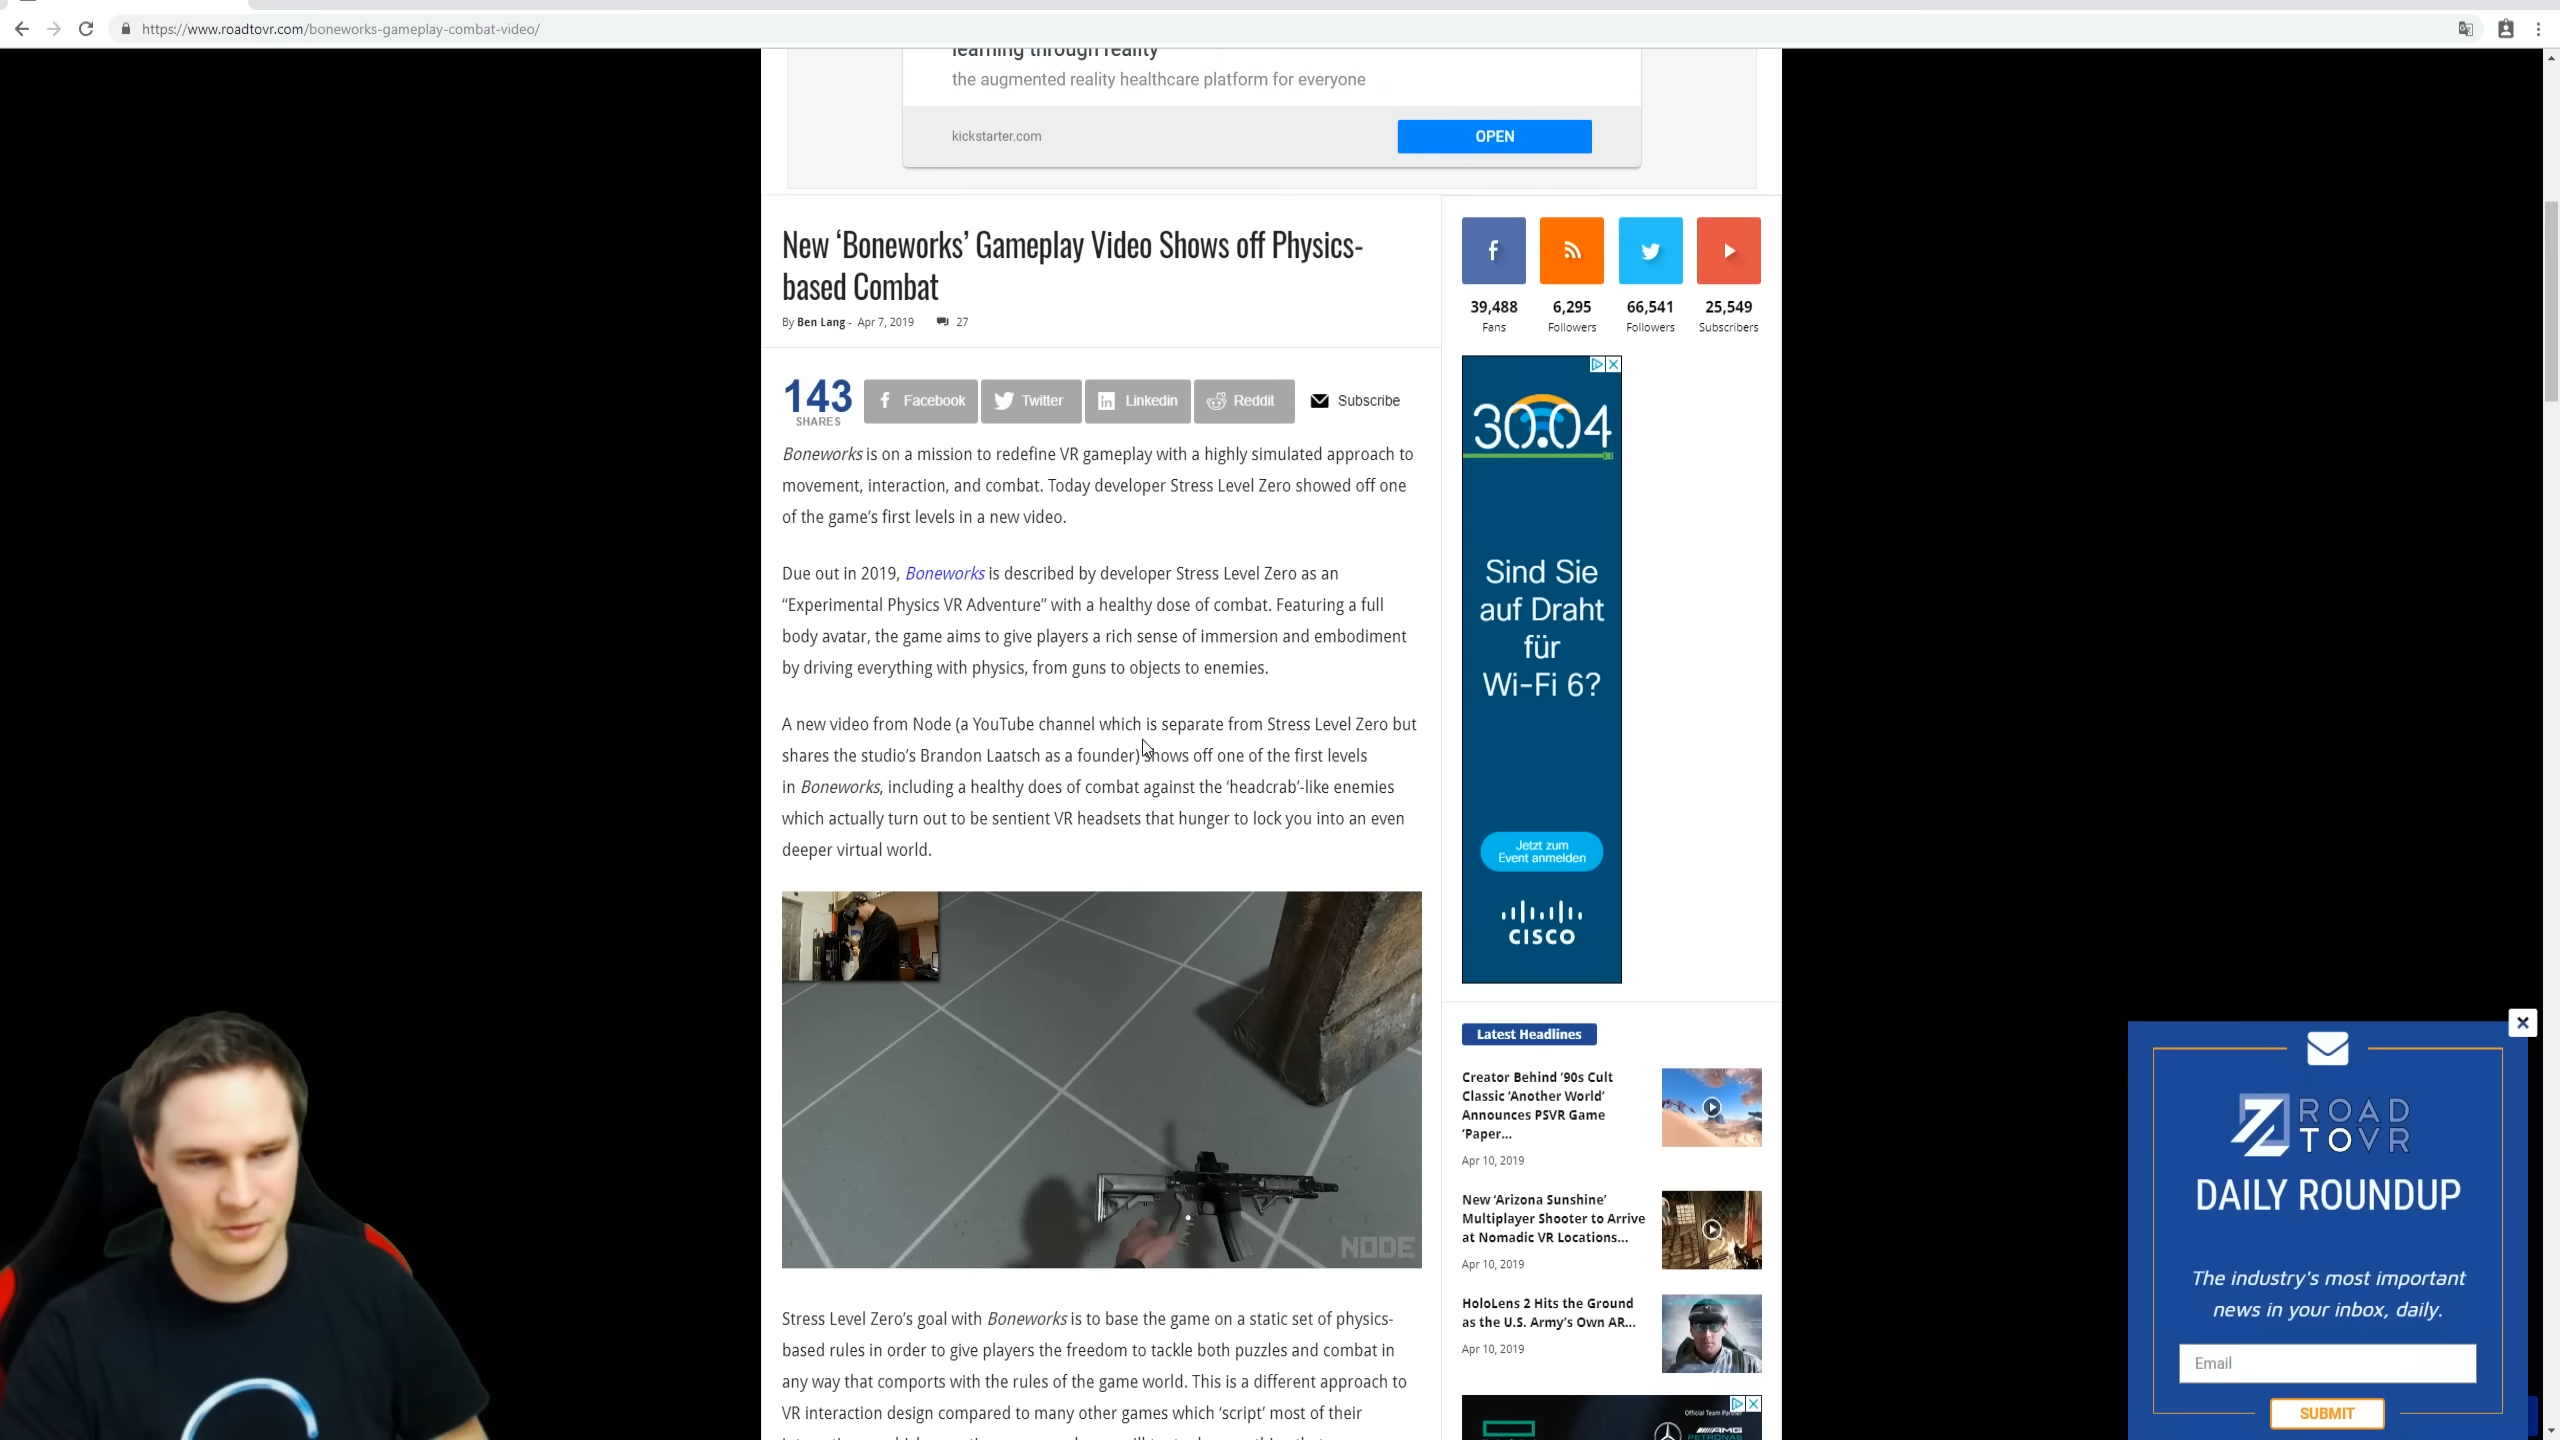 https://www.roadtovr.com/boneworks-gameplay-combat-video/
learning through reality
the augmented reality healthcare platform for everyone
kickstarter.com
OPEN
New ‘Boneworks’ Gameplay Video Shows off Physics-
based Combat
By Ben Lang - Apr 7, 2019 27
143
SHARES
Facebook
Twitter
Linkedin
Reddit
Subscribe
Boneworks is on a mission to redefine VR gameplay with a highly simulated approach to
movement, interaction, and combat. Today developer Stress Level Zero showed off one
of the game’s first levels in a new video.
Due out in 2019, Boneworks is described by developer Stress Level Zero as an
“Experimental Physics VR Adventure” with a healthy dose of combat. Featuring a full
body avatar, the game aims to give players a rich sense of immersion and embodiment
by driving everything with physics, from guns to objects to enemies.
A new video from Node (a YouTube channel which is separate from Stress Level Zero but
shares the studio’s Brandon Laatsch as a founder) shows off one of the first levels
in Boneworks, including a healthy does of combat against the ‘headcrab’-like enemies
which actually turn out to be sentient VR headsets that hunger to lock you into an even
deeper virtual world.
NODE
Stress Level Zero’s goal with Boneworks is to base the game on a static set of physics-
based rules in order to give players the freedom to tackle both puzzles and combat in
any way that comports with the rules of the game world. This is a different approach to
VR interaction design compared to many other games which ‘script’ most of their
39,488
Fans
6,295
Followers
66,541
Followers
25,549
Subscribers
30.04
Sind Sie
auf Draht
für
Wi-Fi 6?
Jetzt zum
Event anmelden
CISCO
Latest Headlines
Creator Behind ’90s Cult
Classic ‘Another World’
Announces PSVR Game
‘Paper...
Apr 10, 2019
New ‘Arizona Sunshine’
Multiplayer Shooter to Arrive
at Nomadic VR Locations...
Apr 10, 2019
HoloLens 2 Hits the Ground
as the U.S. Army’s Own AR...
Apr 10, 2019
Official Team Partner
AMG
PETRONAS
ROAD
TOVR
DAILY ROUNDUP
The industry's most important
news in your inbox, daily.
Email
SUBMIT